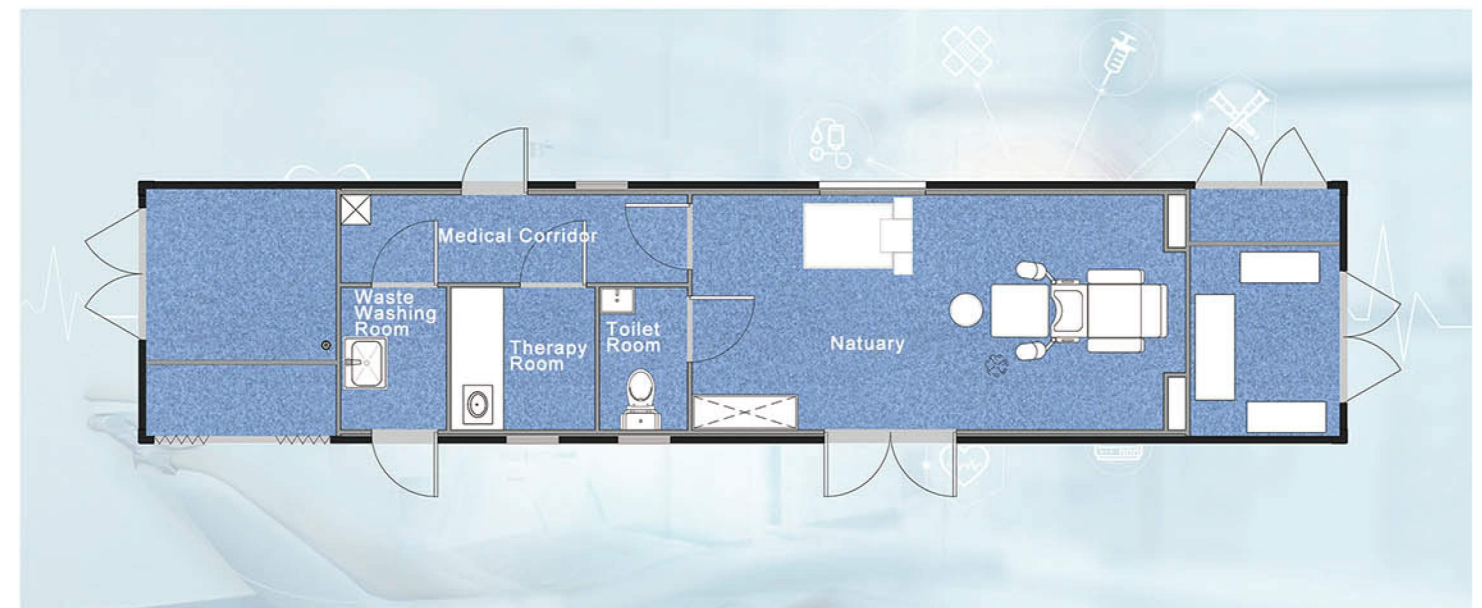 Medical Corridor
Waste
Washing
Room
Therapy
Room
Toilet
Room
Natuary